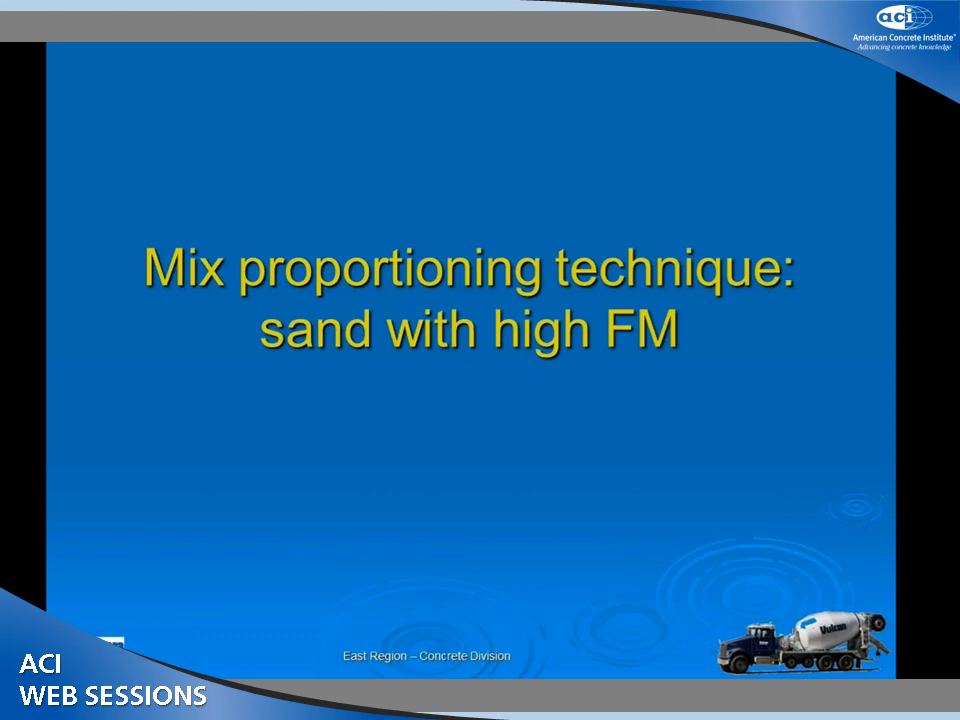 aci
American Concrete Institute®
Advancing concrete knowledge
Mix proportioning technique:
sand with high FM
Vulcan
East Region – Concrete Division
ACI
WEB SESSIONS